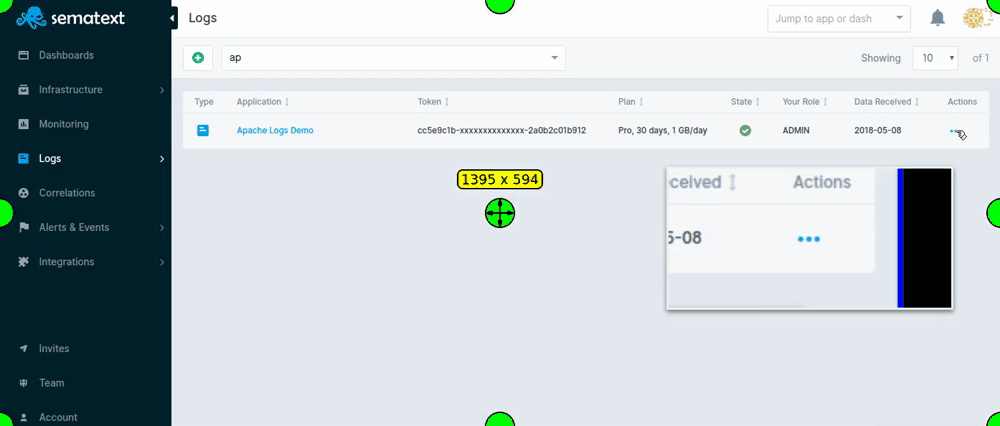 sematext
Logs
Jump to app or dash
Dashboards
Infrastructure
Monitoring
Logs
Correlations
Alerts & Events
Integrations
Invites
Team
Account
ap
Showing 10 of 1
Type Application Token Plan State Your Role Data Received Actions
Apache Logs Demo cc5e9c1b-xxxxxxxxxxxxxx-2a0b2c01b912 Pro, 30 days, 1 GB/day ADMIN 2018-05-08
1395 x 594
ceived Actions
5-08